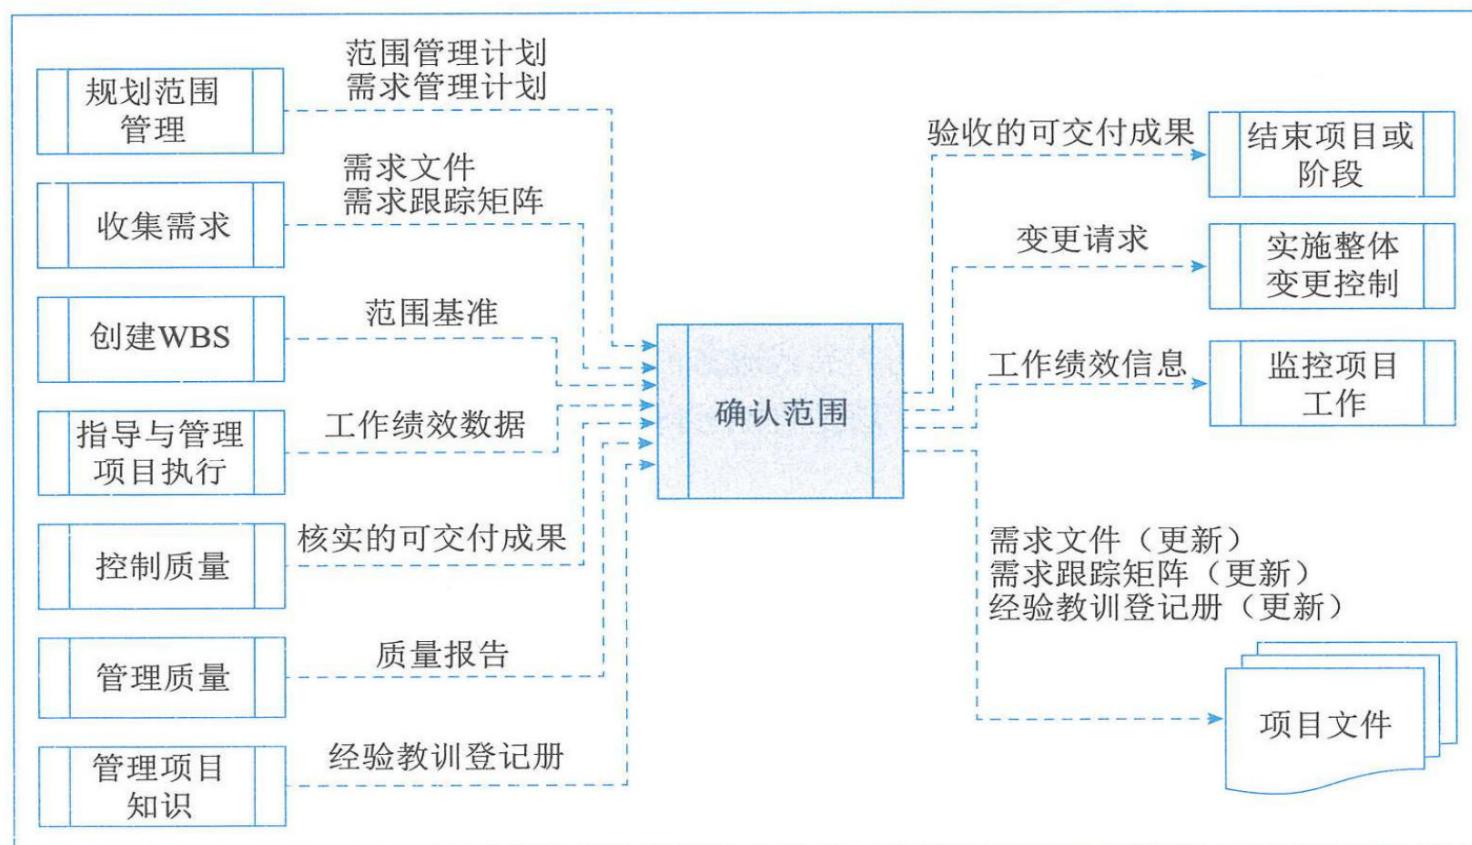 规划范围
管理
范围管理计划
需求管理计划
收集需求
需求文件
需求跟踪矩阵
创建WBS
范围基准
指导与管理
项目执行
工作绩效数据
控制质量
核实的可交付成果
管理质量
质量报告
管理项目
知识
经验教训登记册
确认范围
验收的可交付成果
结束项目或
阶段
变更请求
实施整体
变更控制
工作绩效信息
监控项目
工作
需求文件（更新）
需求跟踪矩阵（更新）
经验教训登记册（更新）
项目文件